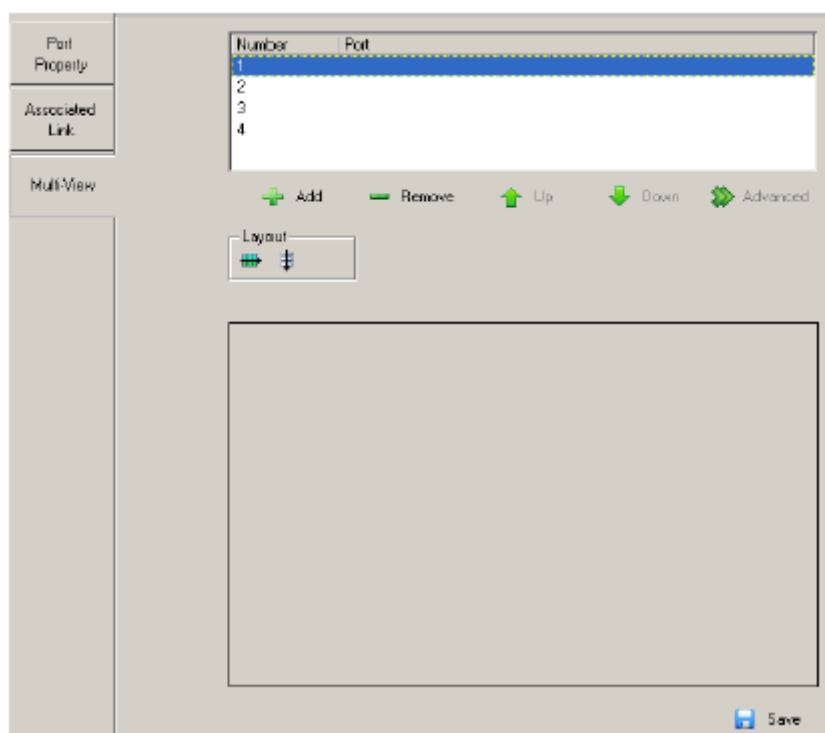 Port
Property
Associated
Link
Multi-View
Number Port
1
2
3
4
Add Remove Up Down Advanced
Layout
Save